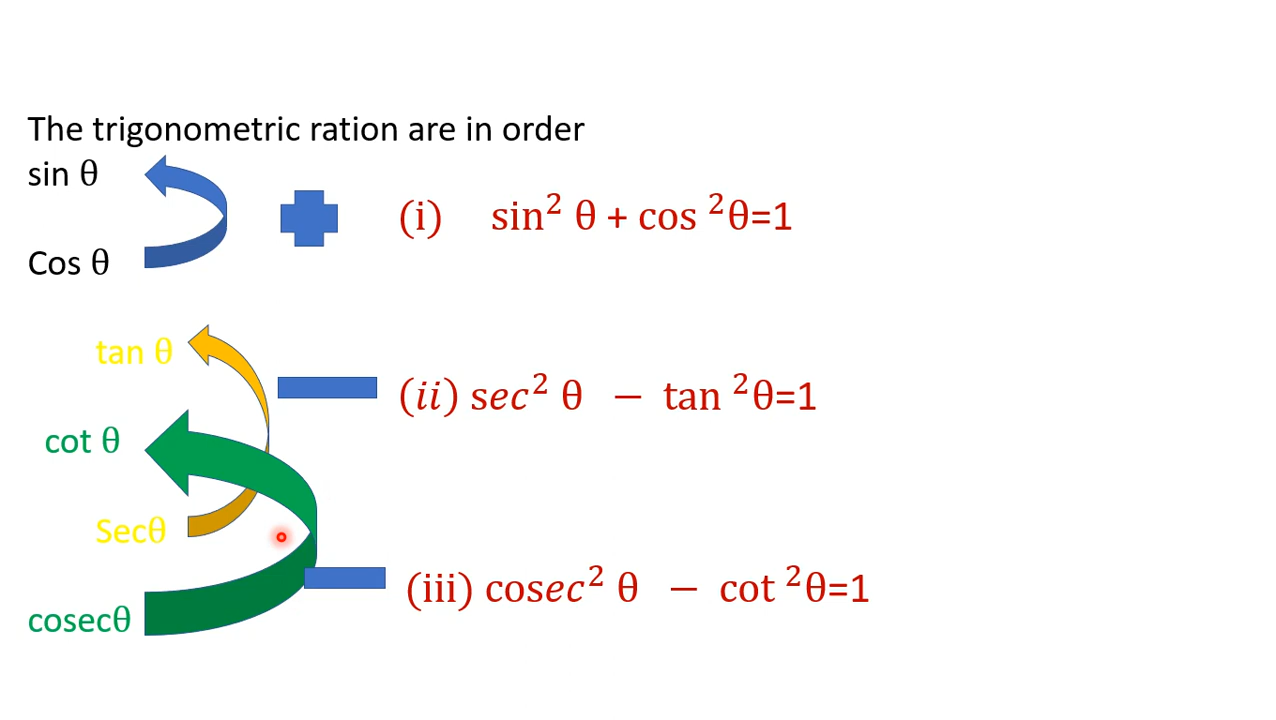 The trigonometric ration are in order
sin θ
(i) sin² θ + cos ²θ=1
Cos θ
tan θ
(ii) sec² θ − tan ²θ=1
cot θ
Secθ
(iii) cosec² θ − cot ²θ=1
cosecθ